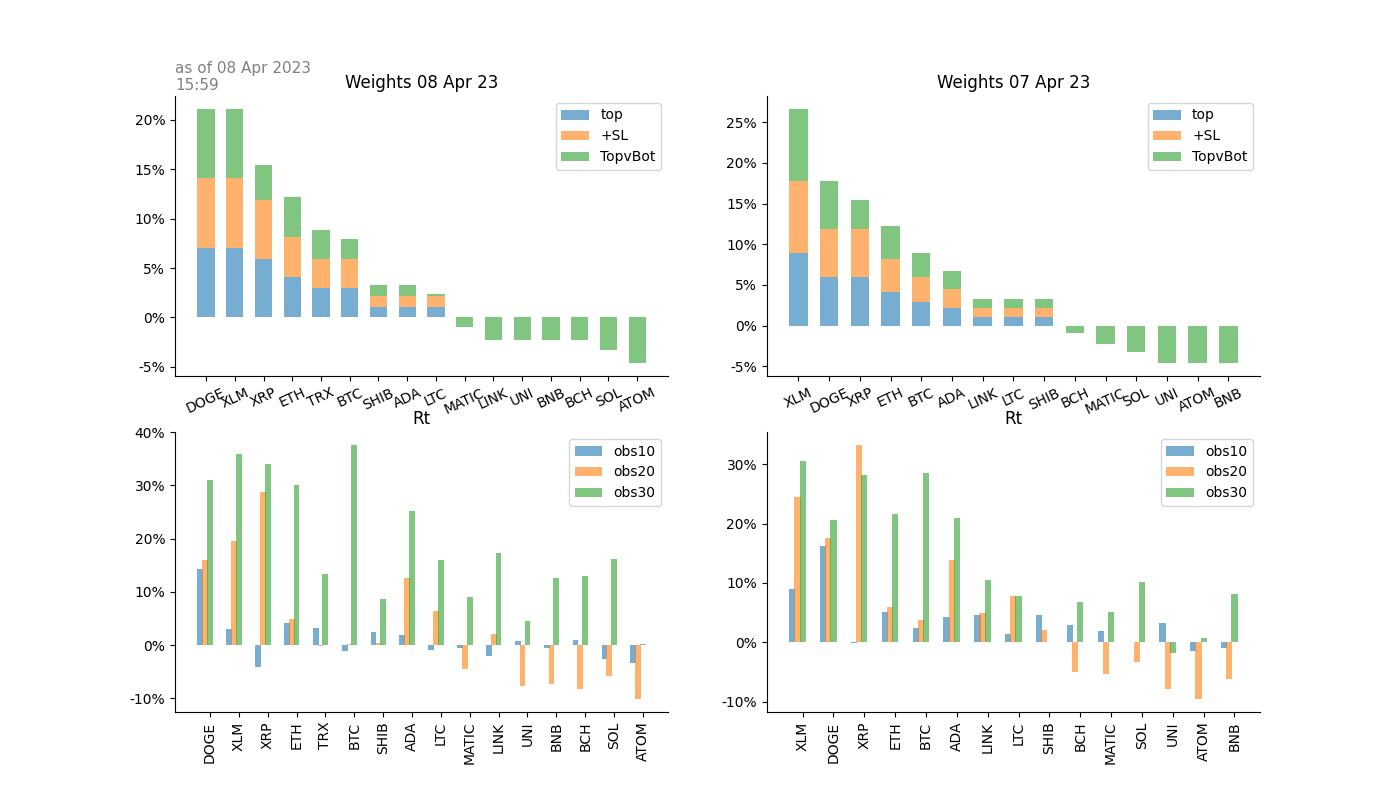 as of 08 Apr 2023
15:59
Weights 08 Apr 23
20%
15%
10%
5%
0%
-5%
top
+SL
TopvBot
DOGE XLM XRP ETH TRX BTC SHIB ADA LTC MATIC LINK UNI BNB BCH SOL ATOM
Weights 07 Apr 23
25%
20%
15%
10%
5%
0%
-5%
top
+SL
TopvBot
XLM DOGE XRP ETH BTC ADA LINK LTC SHIB BCH MATIC SOL UNI ATOM BNB
Rt
40%
30%
20%
10%
0%
-10%
obs10
obs20
obs30
DOGE XLM XRP ETH TRX BTC SHIB ADA LTC MATIC LINK UNI BNB BCH SOL ATOM
Rt
30%
20%
10%
0%
-10%
obs10
obs20
obs30
XLM DOGE XRP ETH BTC ADA LINK LTC SHIB BCH MATIC SOL UNI ATOM BNB